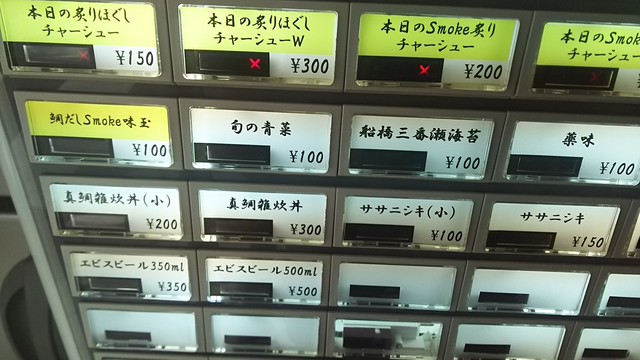 本日の炙りほぐし
チャーシュー
¥150
本日の炙りほぐし
チャーシューW
¥300
本日のSmoke炙り
チャーシュー
¥200
本日のSmok
チャーシュー
鯛だしSmoke味玉
¥100
旬の青菜
¥100
船橋三番瀬海苔
¥100
薬味
¥100
真鯛雑炊丼(小)
¥200
真鯛雑炊丼
¥300
ササニシキ(小)
¥100
ササニシキ
¥150
エビスビール350ml
¥350
エビスビール500ml
¥500